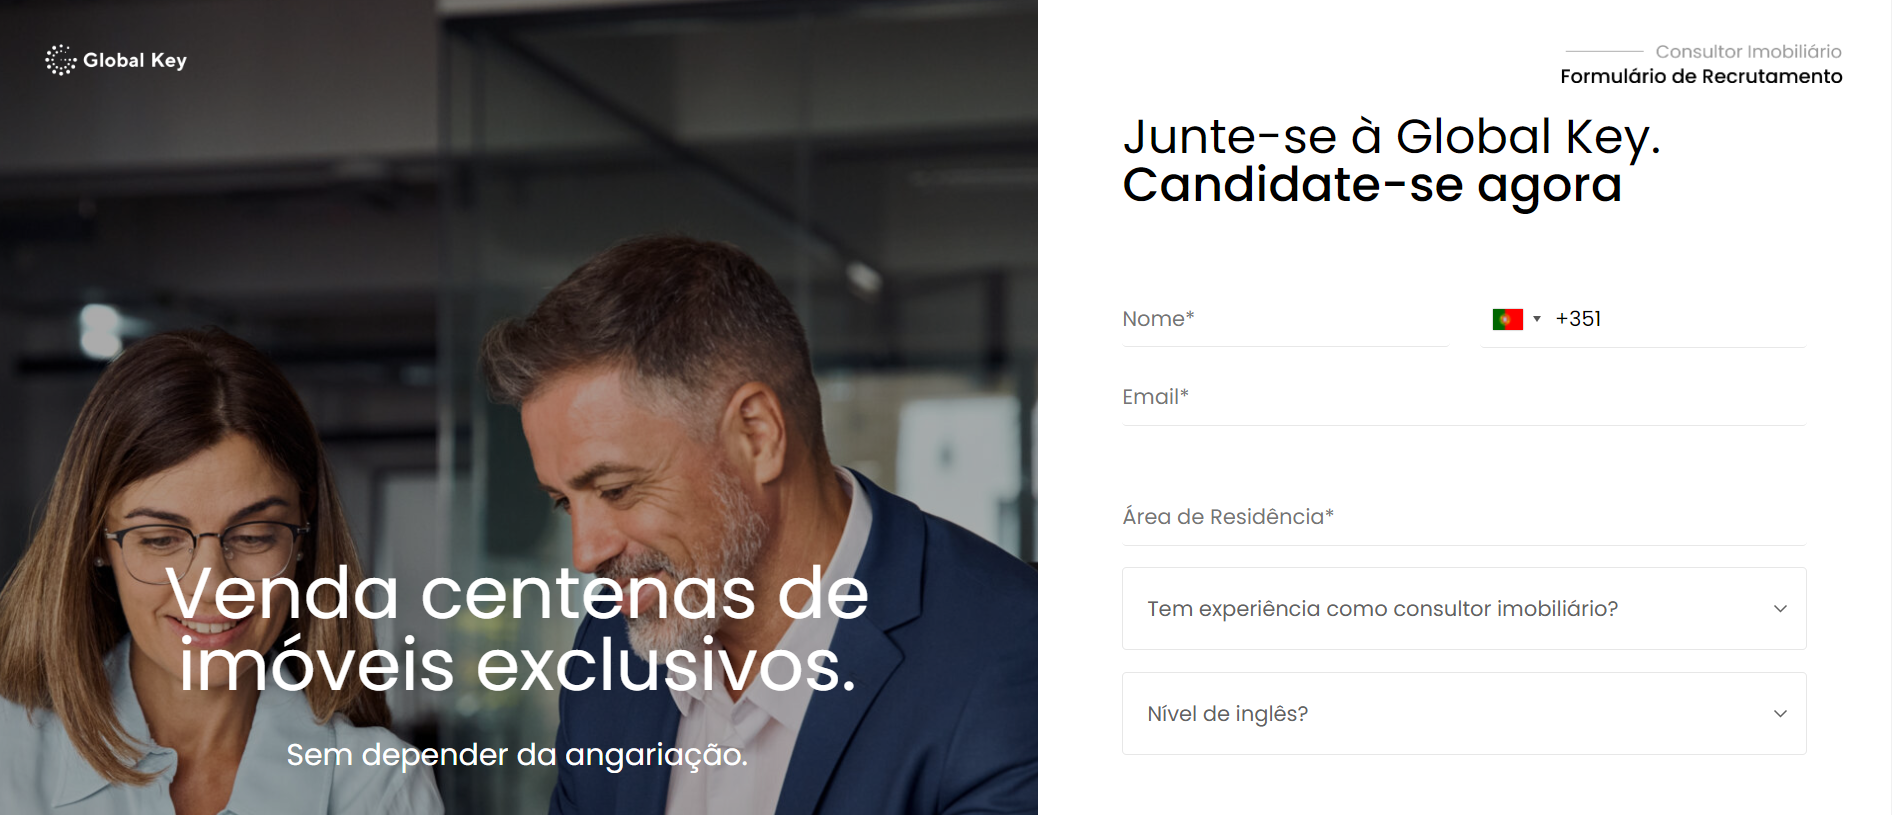 Global Key
Venda centenas de
imóveis exclusivos.
Sem depender da angariação.
Consultor Imobiliário
Formulário de Recrutamento
Junte-se à Global Key.
Candidate-se agora
Nome*
+351
Email*
Área de Residência*
Tem experiência como consultor imobiliário?
Nível de inglês?